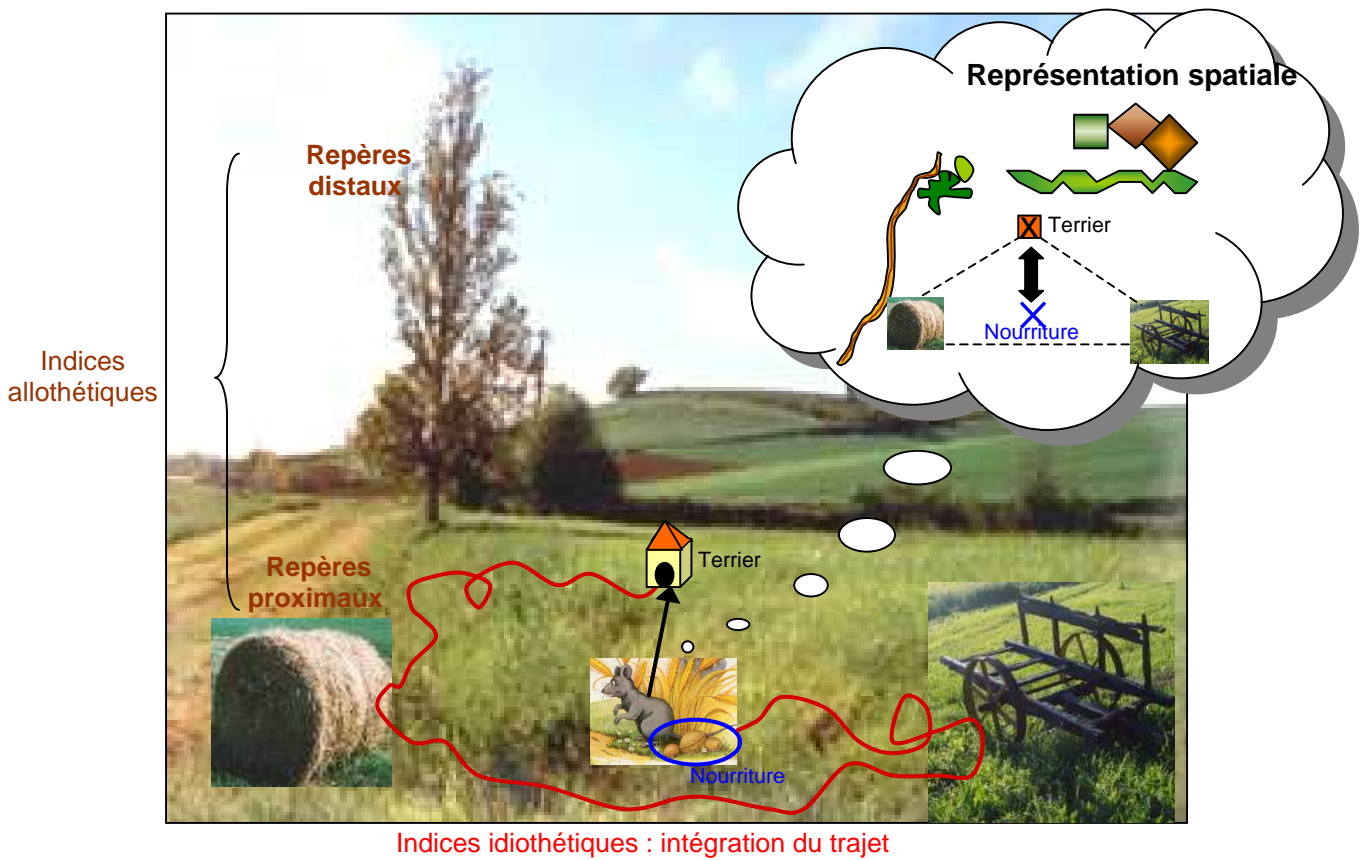 Représentation spatiale
Repères
distaux
Terrier
Nourriture
Indices
allothétiques
Terrier
Repères
proximaux
Nourriture
Indices idiothétiques : intégration du trajet